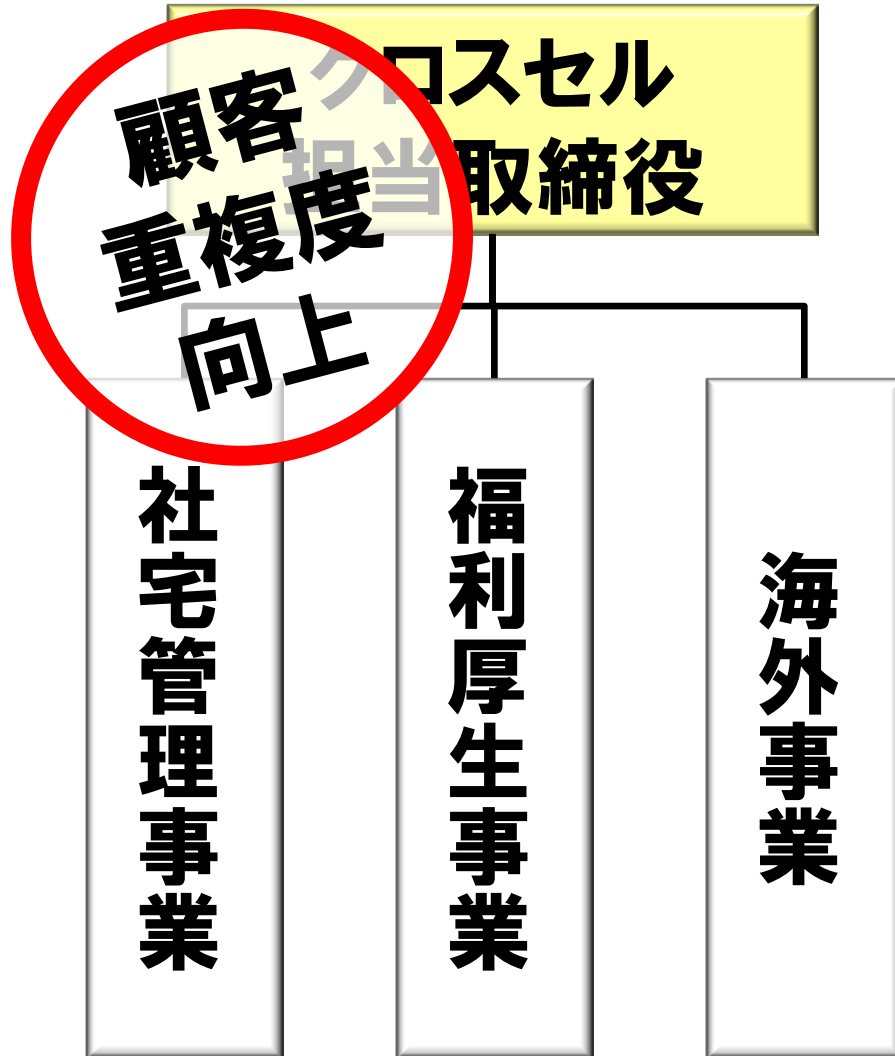 クロスセル
担当取締役
顧客
重複度
向上
社宅管理事業
福利厚生事業
海外事業